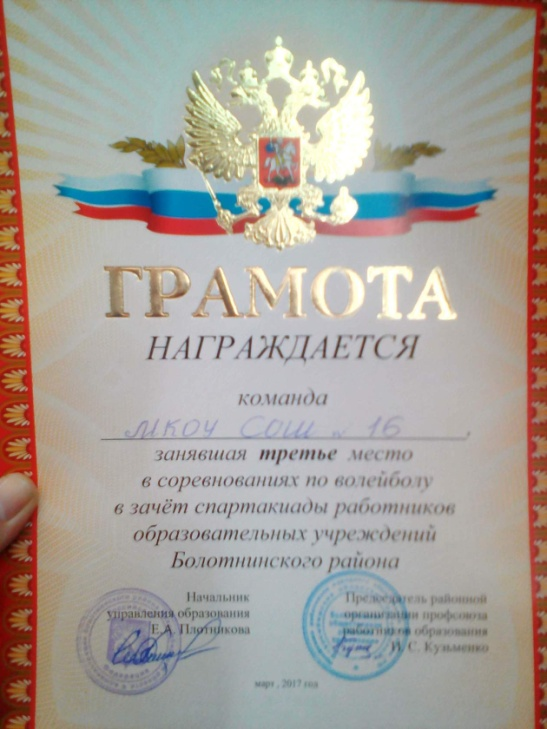 ГРАМОТА
НАГРАЖДАЕТСЯ
команда
МКОУ СОШ № 16
занявшая третье место
в соревнованиях по волейболу
в зачёт спартакиады работников
образовательных учреждений
Болотнинского района
Начальник
управления образования
Е.А. Плотникова
Председатель районной
организации профсоюза
работников образования
И. С. Кузьменко
март , 2017 год